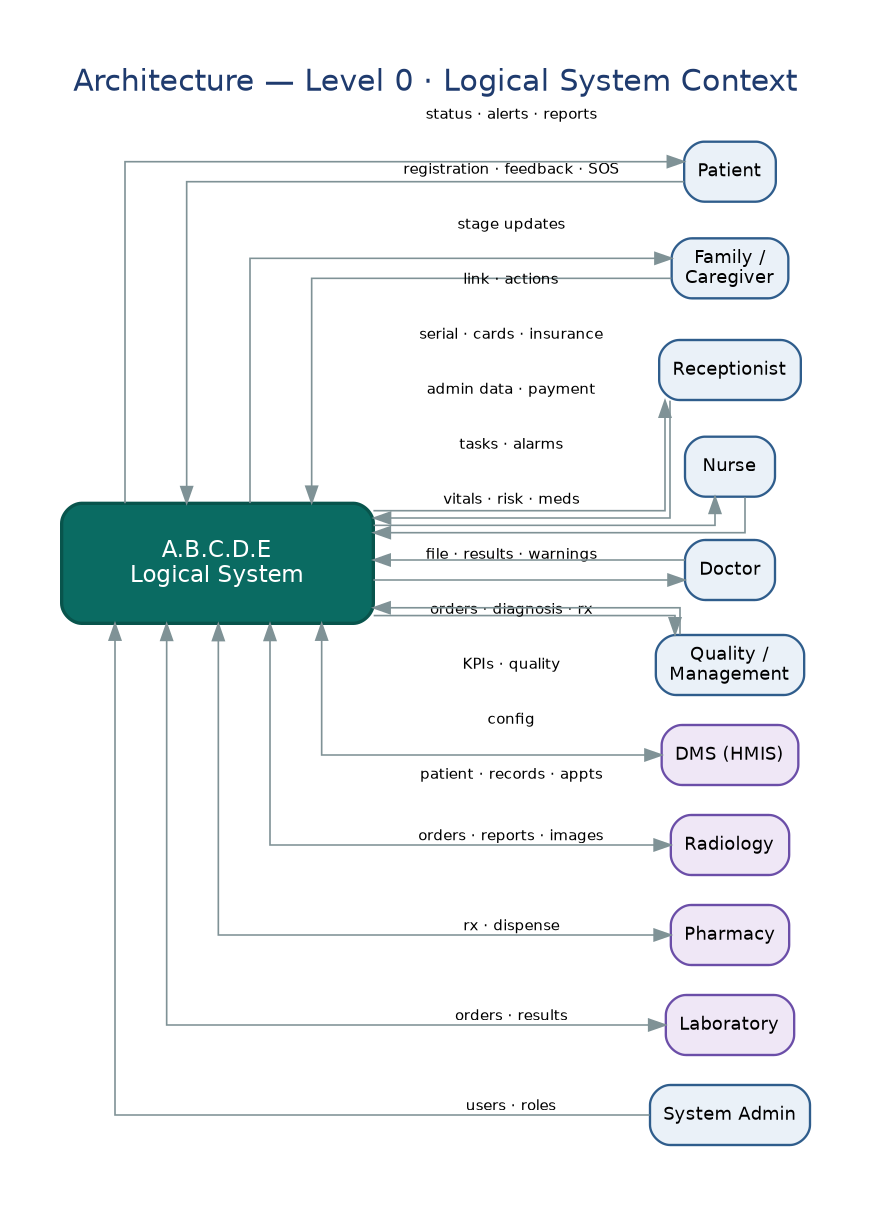 Architecture — Level 0 · Logical System Context
status · alerts · reports
Patient
registration · feedback · SOS
stage updates
Family /
Caregiver
link · actions
serial · cards · insurance
Receptionist
admin data · payment
tasks · alarms
Nurse
vitals · risk · meds
A.B.C.D.E
Logical System
file · results · warnings
Doctor
orders · diagnosis · rx
Quality /
Management
KPIs · quality
config
DMS (HMIS)
patient · records · appts
orders · reports · images
Radiology
rx · dispense
Pharmacy
orders · results
Laboratory
users · roles
System Admin